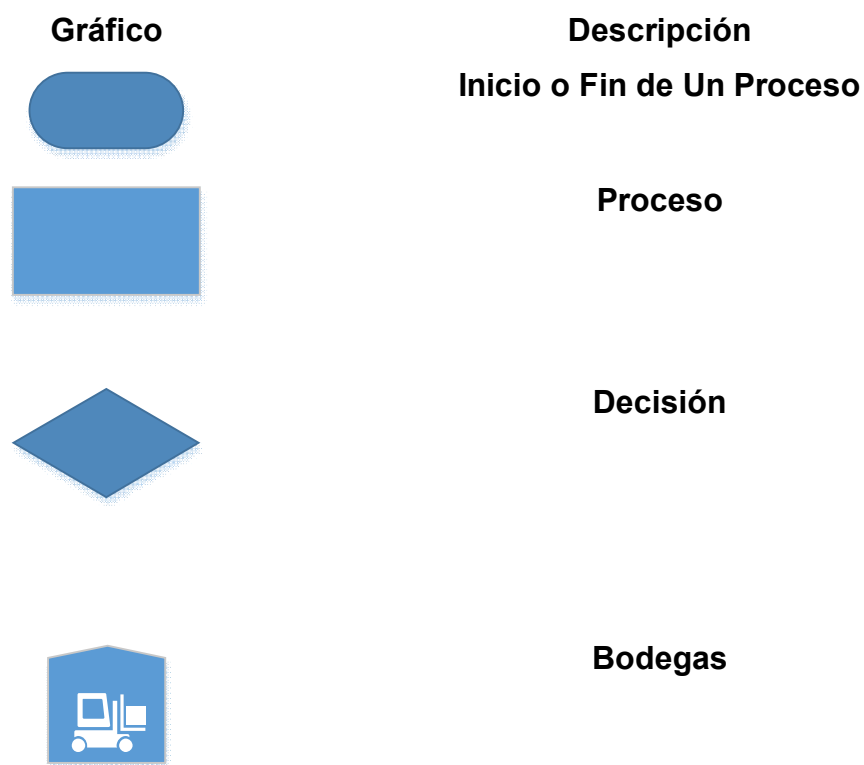 Gráfico Descripción
Inicio o Fin de Un Proceso
Proceso
Decisión
Bodegas